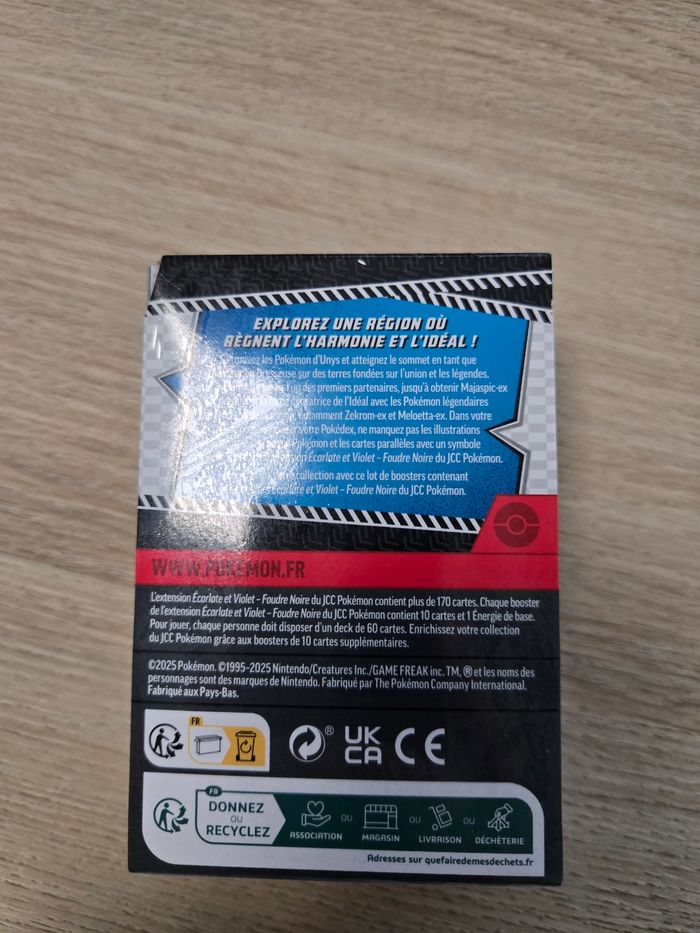 EXPLOREZ UNE RÉGION OÙ
RÈGNENT L'HARMONIE ET L'IDÉAL !
les Pokémon d'Unys et atteignez le sommet en tant que
sur des terres fondées sur l'union et les légendes.
des premiers partenaires, jusqu'à obtenir Majaspic-ex
de l'Idéal avec les Pokémon légendaires
notamment Zekrom-ex et Meloetta-ex. Dans votre
votre Pokédex, ne manquez pas les illustrations
Pokémon et les cartes parallèles avec un symbole
Écarlate et Violet – Foudre Noire du JCC Pokémon.
collection avec ce lot de boosters contenant
Écarlate et Violet – Foudre Noire du JCC Pokémon.
WWW.POKEMON.FR
L'extension Écarlate et Violet – Foudre Noire du JCC Pokémon contient plus de 170 cartes. Chaque booster
de l'extension Écarlate et Violet – Foudre Noire du JCC Pokémon contient 10 cartes et 1 Énergie de base.
Pour jouer, chaque personne doit disposer d'un deck de 60 cartes. Enrichissez votre collection
du JCC Pokémon grâce aux boosters de 10 cartes supplémentaires.
©2025 Pokémon. ©1995–2025 Nintendo/Creatures Inc./GAME FREAK inc. TM, ® et les noms des
personnages sont des marques de Nintendo. Fabriqué par The Pokémon Company International.
Fabriqué aux Pays-Bas.
FR
®
UK
CA
CE
FR
DONNEZ
OU
RECYCLEZ
ASSOCIATION
OU
MAGASIN
OU
LIVRAISON
OU
DÉCHÈTERIE
Adresses sur quefairedemesdechets.fr